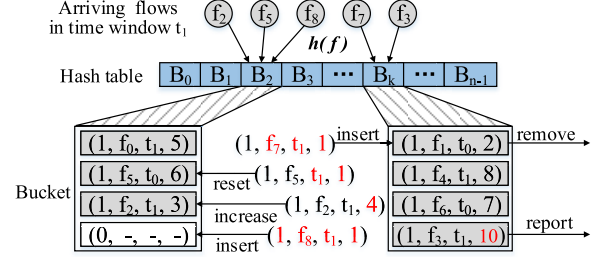 Arriving flows
in time window t₁
f₂ f₅ f₈ f₇ f₃
h(f)
Hash table B₀ B₁ B₂ B₃ ··· Bₖ ··· Bₙ₋₁
(1, f₀, t₁, 5) (1, f₇, t₁, 1) insert (1, f₁, t₀, 2) remove
(1, f₅, t₀, 6) reset (1, f₅, t₁, 1) (1, f₄, t₁, 8)
Bucket
(1, f₂, t₁, 3) increase (1, f₂, t₁, 4) (1, f₆, t₀, 7)
(0, -, -, -) insert (1, f₈, t₁, 1) (1, f₃, t₁, 10) report